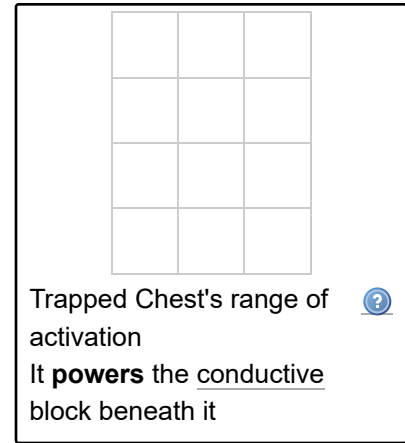 Trapped Chest's range of
activation
It powers the conductive
block beneath it